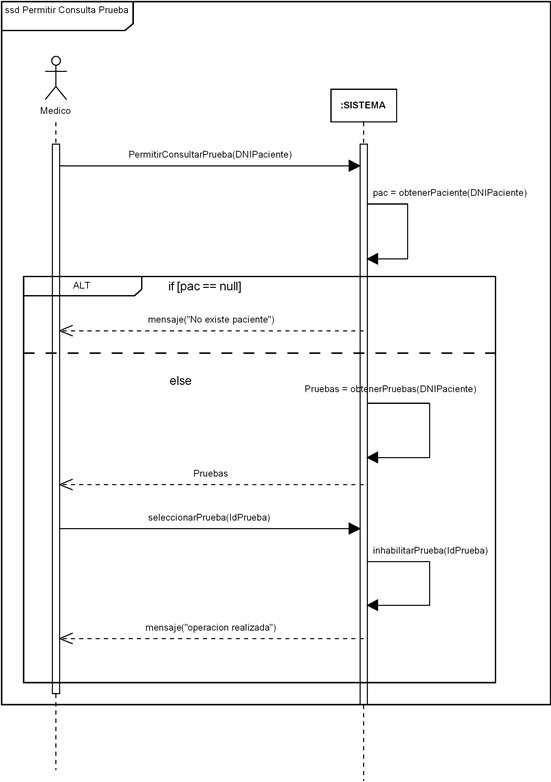 ssd Permitir Consulta Prueba
Medico
:SISTEMA
PermitirConsultarPrueba(DNIPaciente)
pac = obtenerPaciente(DNIPaciente)
ALT
if [pac == null]
mensaje("No existe paciente")
else
Pruebas = obtenerPruebas(DNIPaciente)
Pruebas
seleccionarPrueba(IdPrueba)
inhabilitarPrueba(IdPrueba)
mensaje("operacion realizada")